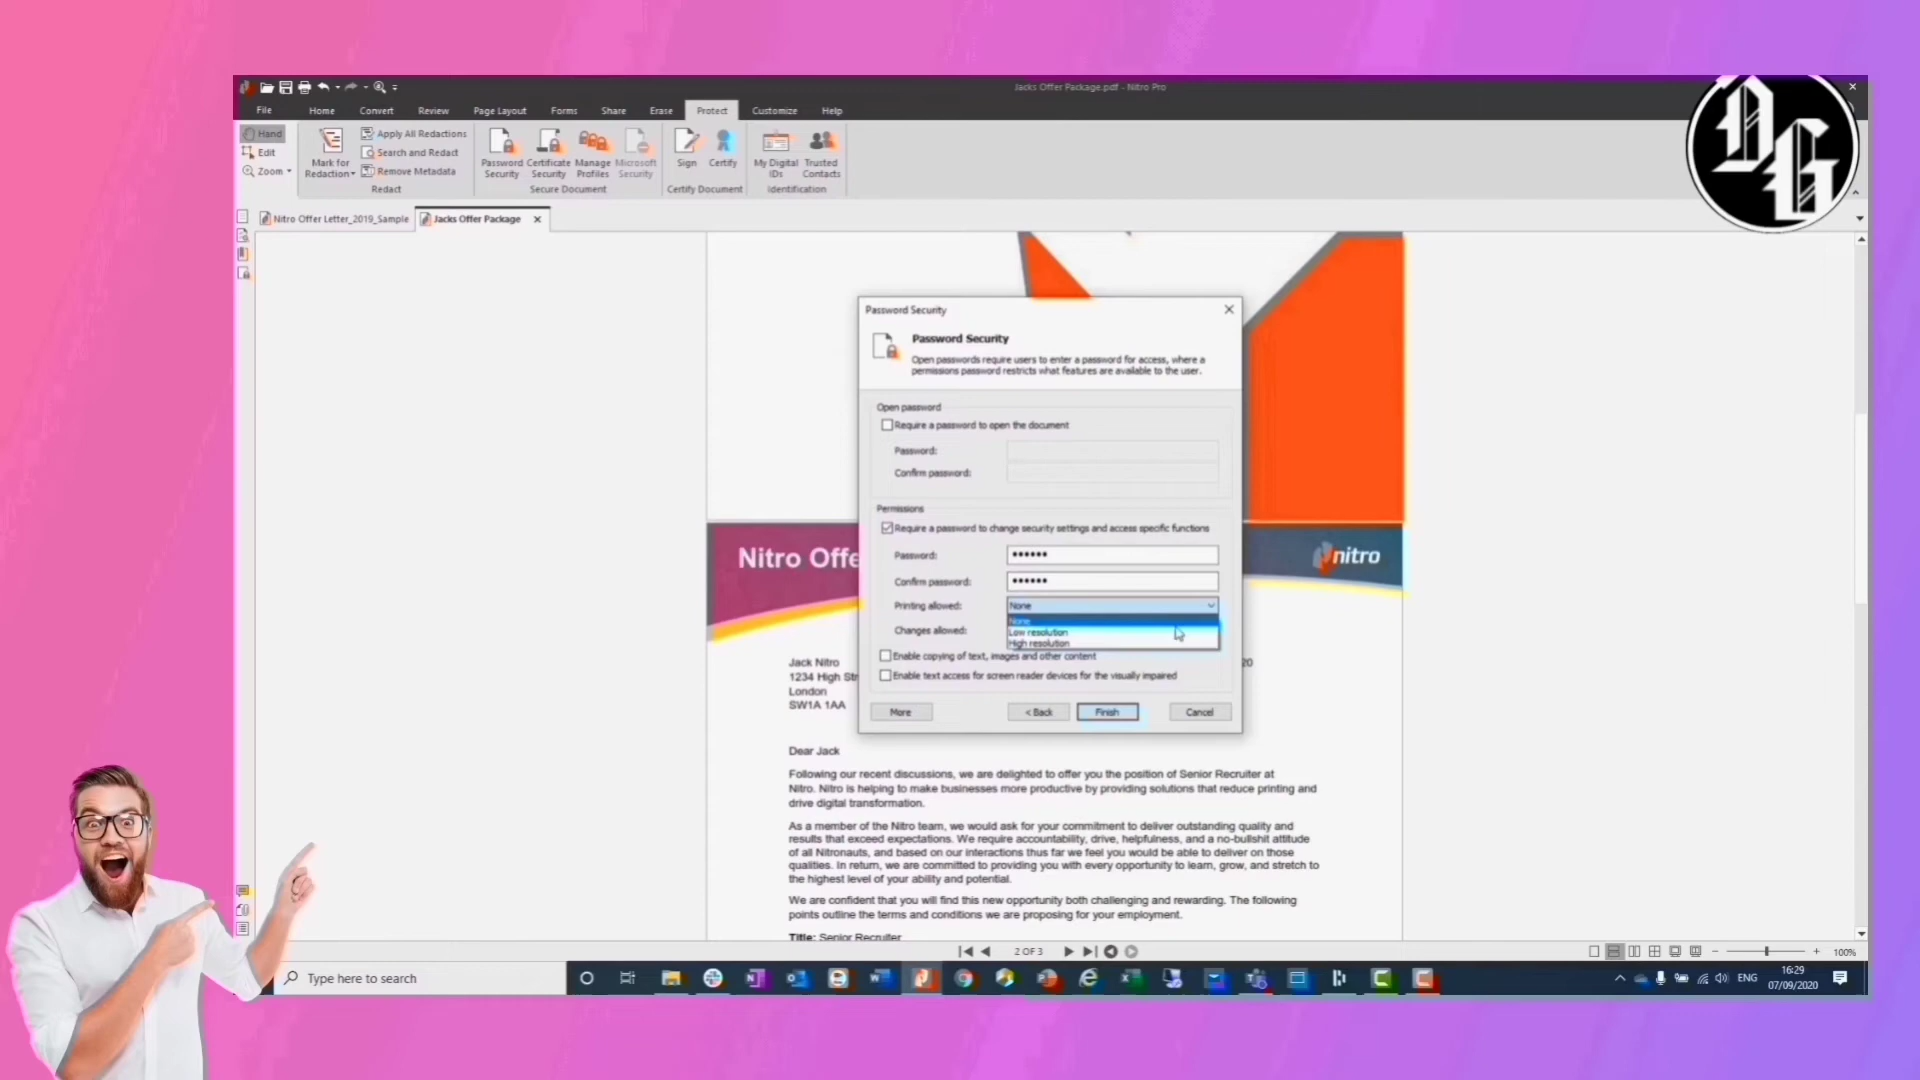 Jacks Offer Package.pdf - Nitro Pro
File Home Convert Review Page Layout Forms Share Erase Protect Customize Help
Hand
Edit
Zoom
Mark for
Redaction
Apply All Redactions
Search and Redact
Remove Metadata
Redact
Password
Security
Certificate
Security
Manage
Profiles
Microsoft
Security
Secure Document
Sign
Certify
Certify Document
My Digital
IDs
Trusted
Contacts
Identification
DG
Nitro Offer Letter_2019_Sample
Jacks Offer Package
Password Security
Password Security
Open passwords require users to enter a password for access, where a
permissions password restricts what features are available to the user.
Open password
Require a password to open the document
Password:
Confirm password:
Permissions
Require a password to change security settings and access specific functions
Password: ••••••
Confirm password: ••••••
Printing allowed: None
None
Low resolution
High resolution
Changes allowed:
Enable copying of text, images and other content
Enable text access for screen reader devices for the visually impaired
More
< Back
Finish
Cancel
Nitro Offe
nitro
Jack Nitro
20
1234 High Str
London
SW1A 1AA
Dear Jack
Following our recent discussions, we are delighted to offer you the position of Senior Recruiter at
Nitro. Nitro is helping to make businesses more productive by providing solutions that reduce printing and
drive digital transformation.
As a member of the Nitro team, we would ask for your commitment to deliver outstanding quality and
results that exceed expectations. We require accountability, drive, helpfulness, and a no-bullshit attitude
of all Nitronauts, and based on our interactions thus far we feel you would be able to deliver on those
qualities. In return, we are committed to providing you with every opportunity to learn, grow, and stretch to
the highest level of your ability and potential.
We are confident that you will find this new opportunity both challenging and rewarding. The following
points outline the terms and conditions we are proposing for your employment.
Title: Senior Recruiter
2 OF 3
100%
Type here to search
ENG
16:29
07/09/2020